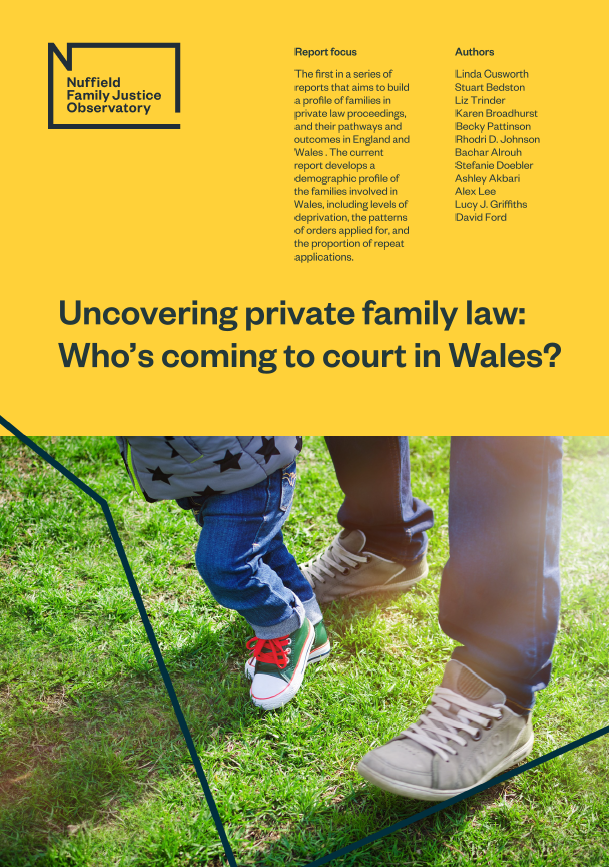 Nuffield
Family Justice
Observatory
Report focus
The first in a series of
reports that aims to build
a profile of families in
private law proceedings,
and their pathways and
outcomes in England and
Wales . The current
report develops a
demographic profile of
the families involved in
Wales, including levels of
deprivation, the patterns
of orders applied for, and
the proportion of repeat
applications.
Authors
Linda Cusworth
Stuart Bedston
Liz Trinder
Karen Broadhurst
Becky Pattinson
Rhodri D. Johnson
Bachar Alrouh
Stefanie Doebler
Ashley Akbari
Alex Lee
Lucy J. Griffiths
David Ford
Uncovering private family law:
Who’s coming to court in Wales?